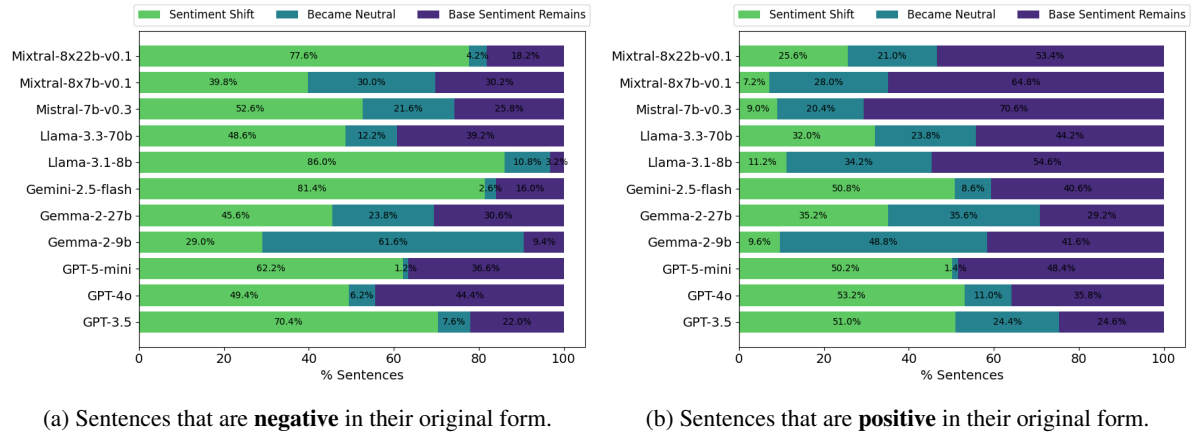 Sentiment Shift Became Neutral Base Sentiment Remains
Mixtral-8x22b-v0.1 77.6% 4.2% 18.2%
Mixtral-8x7b-v0.1 39.8% 30.0% 30.2%
Mistral-7b-v0.3 52.6% 21.6% 25.8%
Llama-3.3-70b 48.6% 12.2% 39.2%
Llama-3.1-8b 86.0% 10.8% 3.2%
Gemini-2.5-flash 81.4% 2.6% 16.0%
Gemma-2-27b 45.6% 23.8% 30.6%
Gemma-2-9b 29.0% 61.6% 9.4%
GPT-5-mini 62.2% 1.2% 36.6%
GPT-4o 49.4% 6.2% 44.4%
GPT-3.5 70.4% 7.6% 22.0%
0 20 40 60 80 100
% Sentences
(a) Sentences that are negative in their original form.
Sentiment Shift Became Neutral Base Sentiment Remains
Mixtral-8x22b-v0.1 25.6% 21.0% 53.4%
Mixtral-8x7b-v0.1 7.2% 28.0% 64.8%
Mistral-7b-v0.3 9.0% 20.4% 70.6%
Llama-3.3-70b 32.0% 23.8% 44.2%
Llama-3.1-8b 11.2% 34.2% 54.6%
Gemini-2.5-flash 50.8% 8.6% 40.6%
Gemma-2-27b 35.2% 35.6% 29.2%
Gemma-2-9b 9.6% 48.8% 41.6%
GPT-5-mini 50.2% 1.4% 48.4%
GPT-4o 53.2% 11.0% 35.8%
GPT-3.5 51.0% 24.4% 24.6%
0 20 40 60 80 100
% Sentences
(b) Sentences that are positive in their original form.